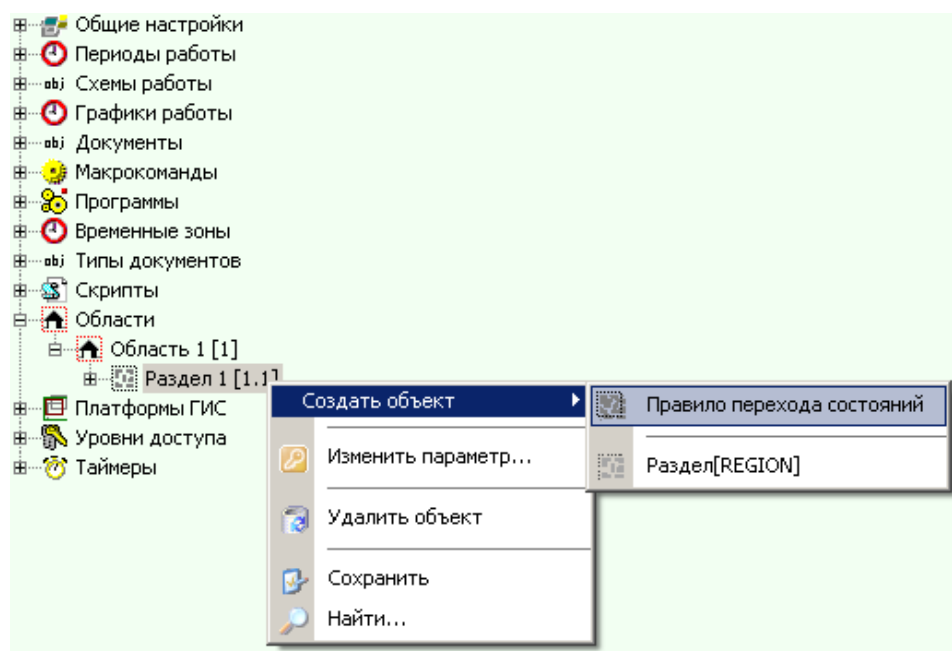 Общие настройки
Периоды работы
obj Схемы работы
Графики работы
obj Документы
Макрокоманды
Программы
Временные зоны
obj Типы документов
Скрипты
Области
Область 1 [1]
Раздел 1 [1.1]
Создать объект
Правило перехода состояний
Платформы ГИС
Уровни доступа
Изменить параметр...
Раздел[REGION]
Таймеры
Удалить объект
Сохранить
Найти...